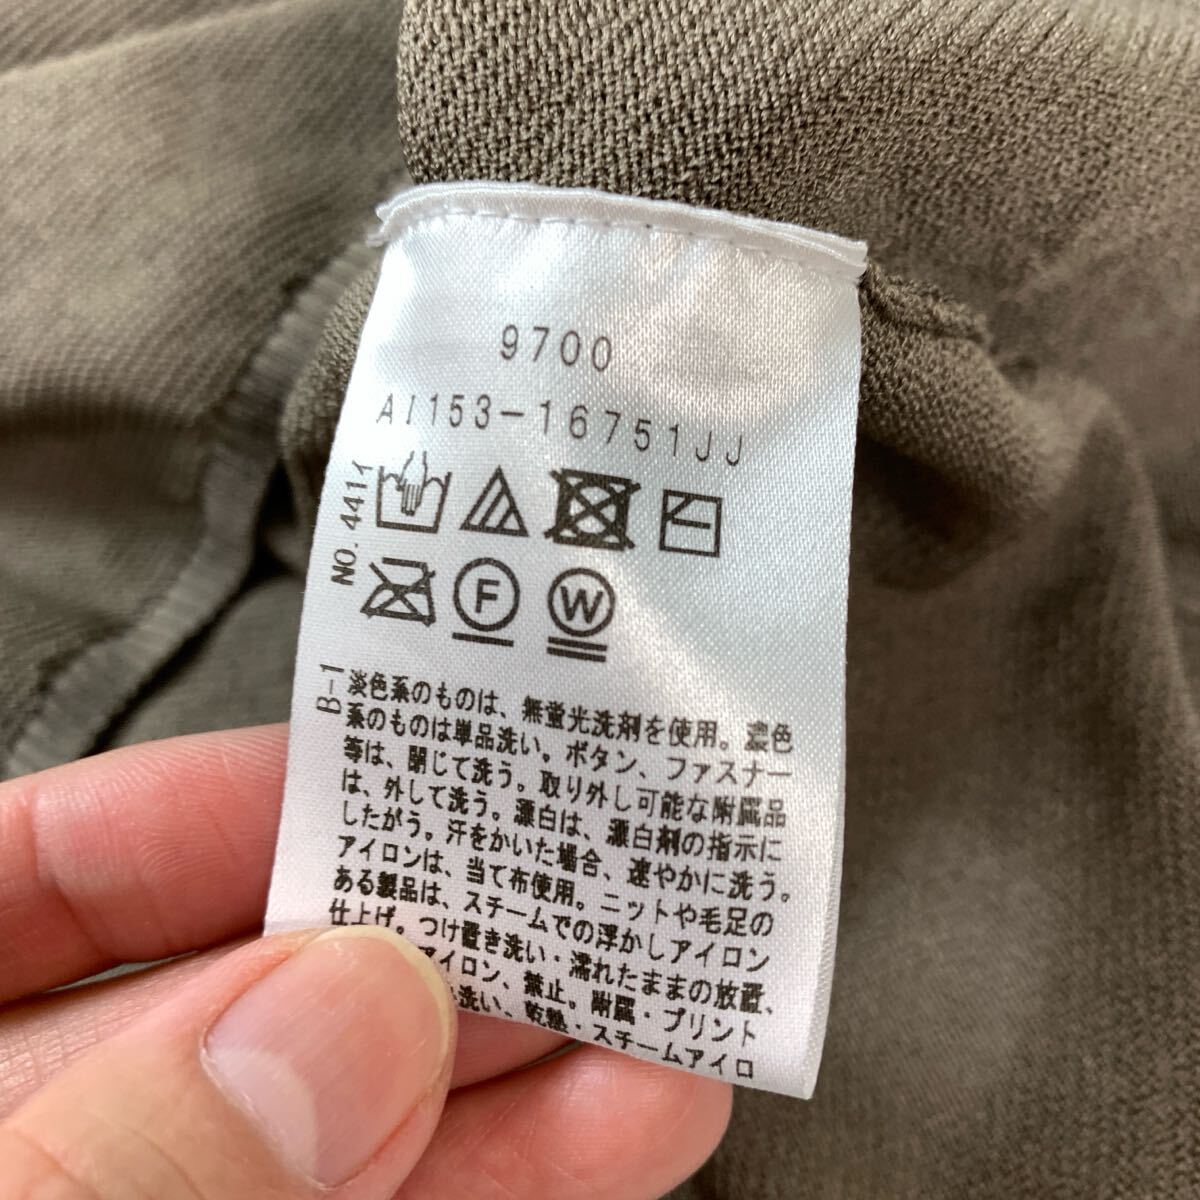 9700
AI153-16751JJ
NO.441イ
F
W
B-1
淡色系のものは、無蛍光洗剤を使用。濃色
系のものは単品洗い。ボタン、ファスナー
等は、閉じて洗う。取り外し可能な附属品
は、外して洗う。漂白は、漂白剤の指示に
したがう。汗をかいた場合、速やかに洗う。
アイロンは、当て布使用。ニットや毛足の
ある製品は、スチームでの浮かしアイロン
仕上げ。つけ置き洗い・濡れたままの放置、
アイロン、禁止。附属・プリント
洗い、乾熱・スチームアイロ